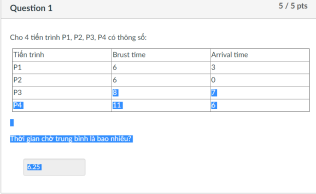 Question 1
5 / 5 pts
Cho 4 tiến trình P1, P2, P3, P4 có thông số:
Tiến trình Brust time Arrival time
P1 6 3
P2 6 0
P3 8 7
P4 11 6
Thời gian chờ trung bình là bao nhiêu?
6.25